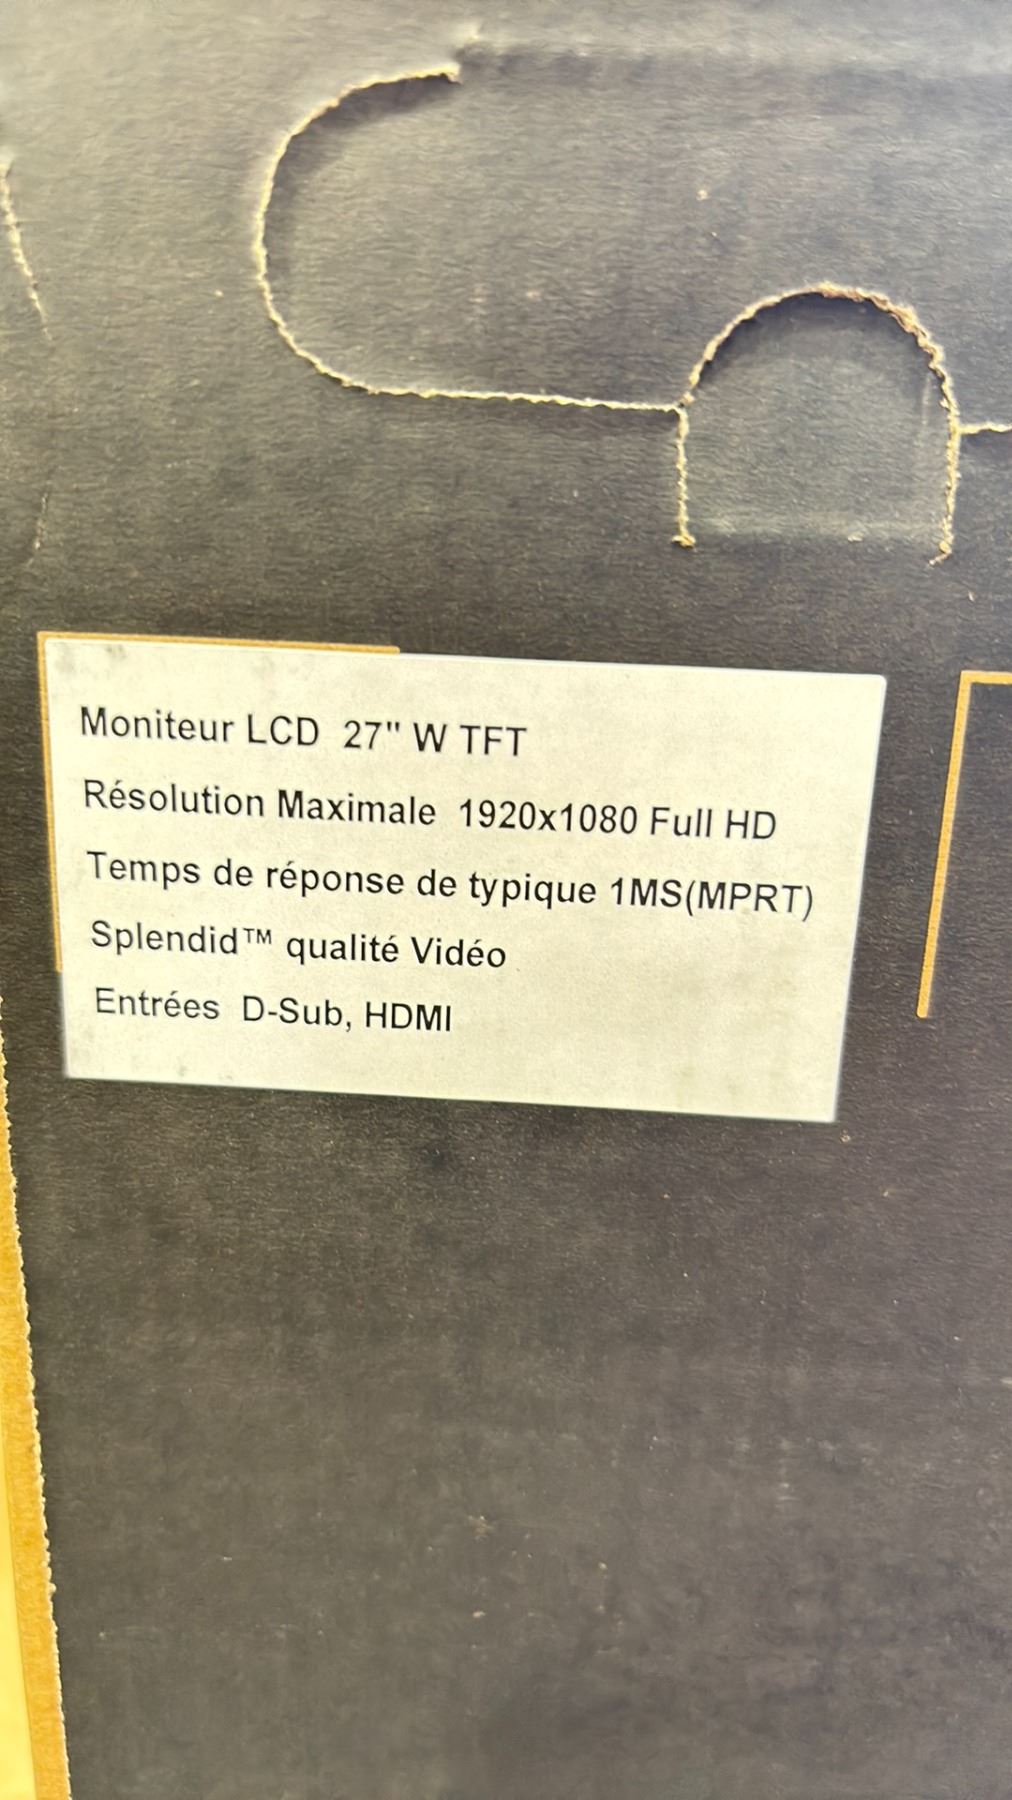 Moniteur LCD 27" W TFT
Résolution Maximale 1920x1080 Full HD
Temps de réponse de typique 1MS(MPRT)
Splendid™ qualité Vidéo
Entrées D-Sub, HDMI